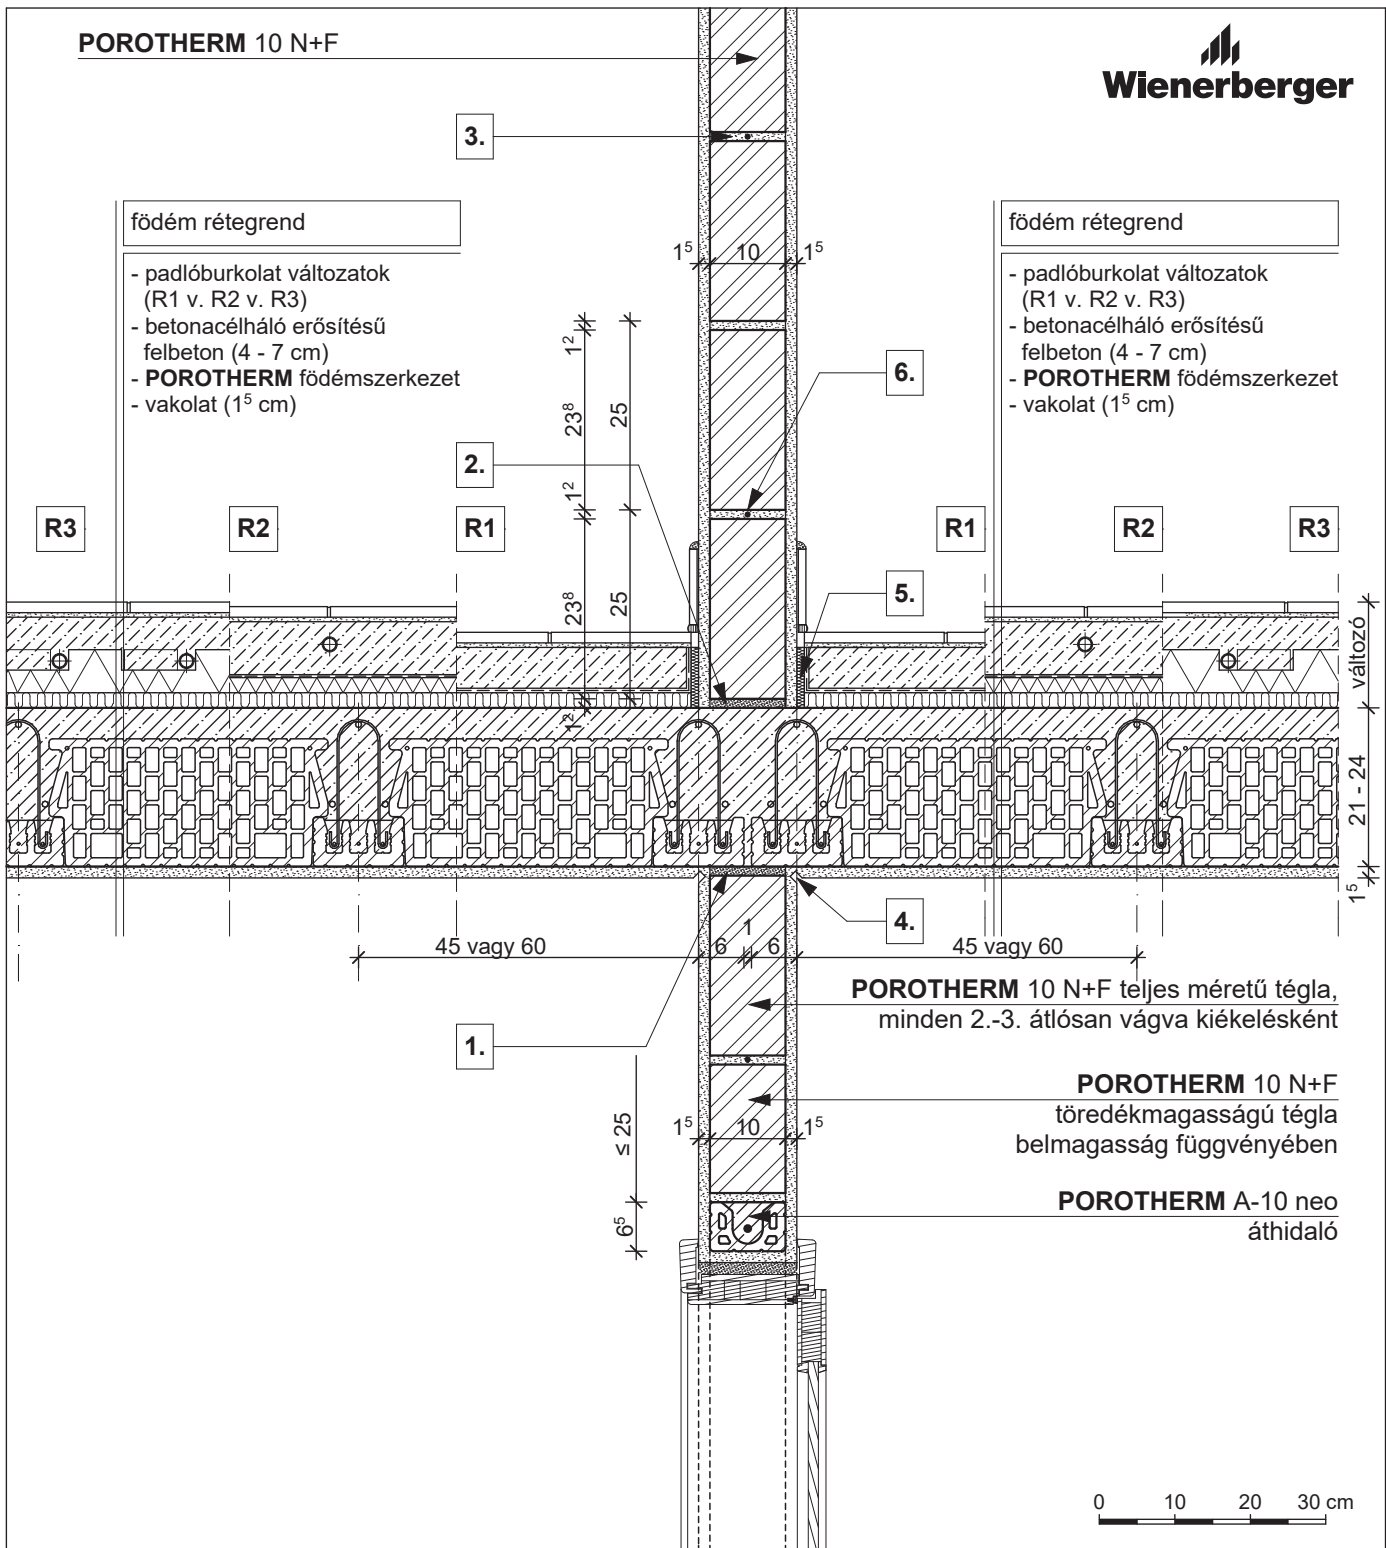 POROTHERM 10 N+F
Wienerberger
3.
födém rétegrend
- padlóburkolat változatok
(R1 v. R2 v. R3)
- betonacélháló erősítésű
felbeton (4 - 7 cm)
- POROTHERM födémszerkezet
- vakolat (1⁵ cm)
födém rétegrend
- padlóburkolat változatok
(R1 v. R2 v. R3)
- betonacélháló erősítésű
felbeton (4 - 7 cm)
- POROTHERM födémszerkezet
- vakolat (1⁵ cm)
1⁵ 10 1⁵
1²
23⁸
25
6.
2.
1²
R3
R2
R1
R1
R2
R3
23⁸
25
5.
1²
változó
21 - 24
1⁵
4.
45 vagy 60
6
1
6
45 vagy 60
POROTHERM 10 N+F teljes méretű tégla,
minden 2.-3. átlósan vágva kiékelésként
1.
POROTHERM 10 N+F
töredékmagasságú tégla
belmagasság függvényében
≤ 25
1⁵ 10 1⁵
POROTHERM A-10 neo
áthidaló
6⁵
0 10 20 30 cm